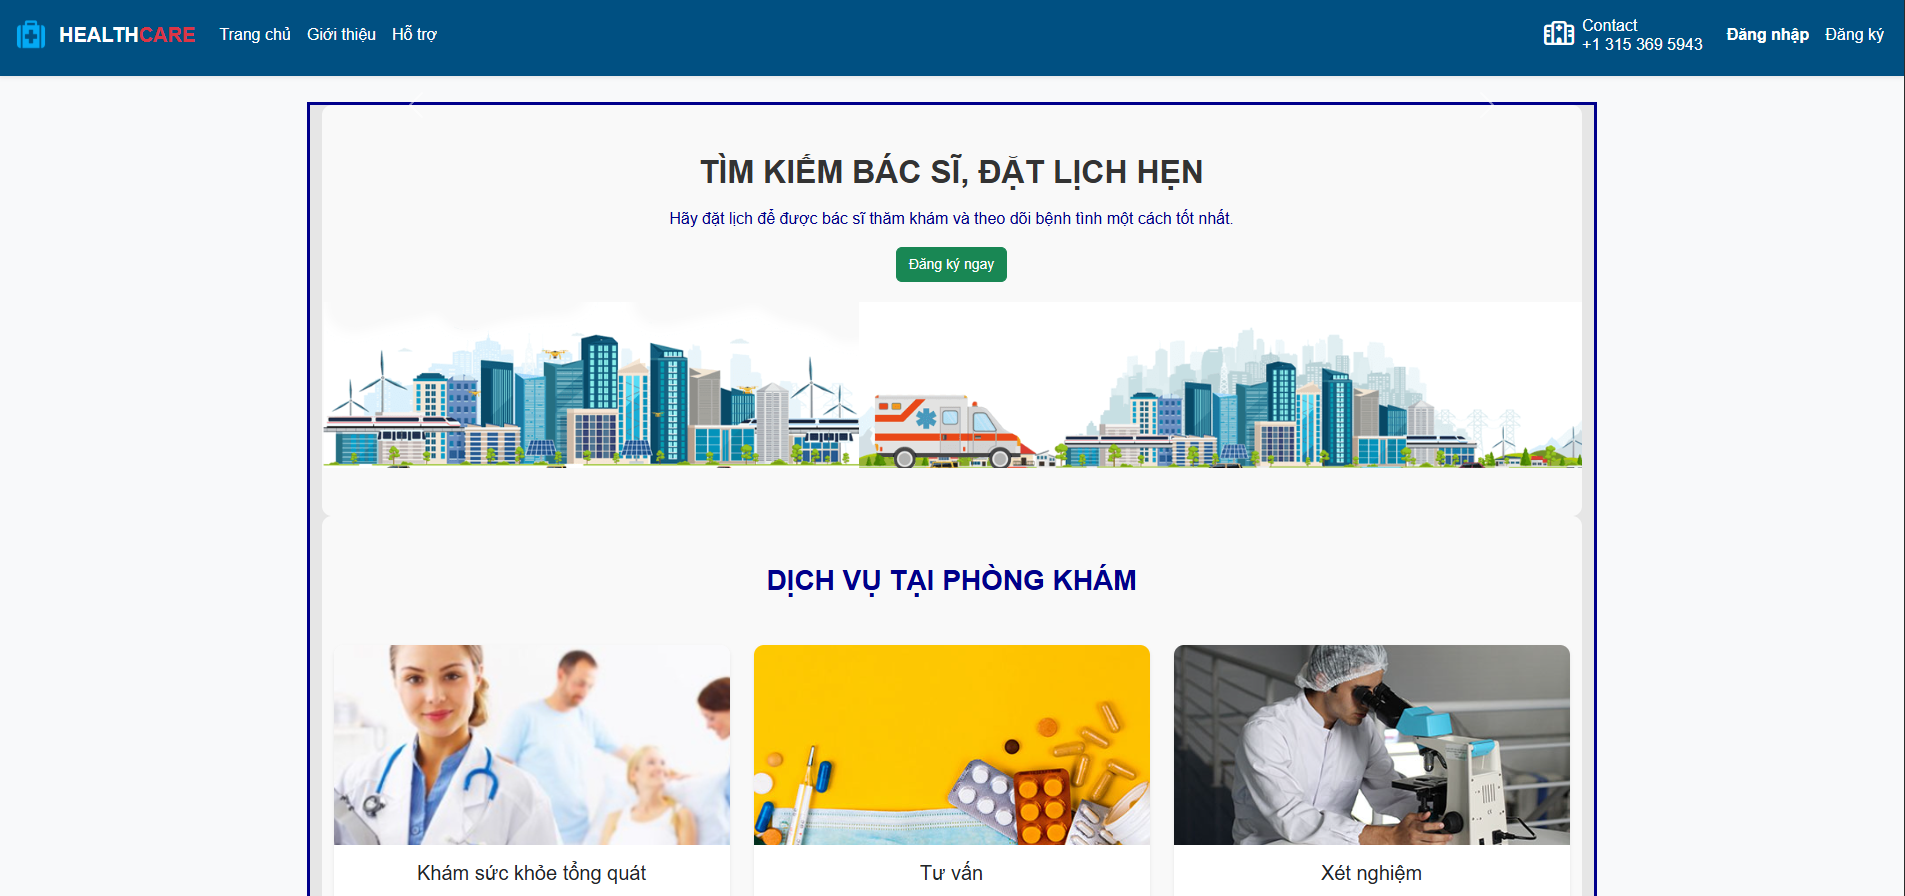 HEALTHCARE
Trang chủ
Giới thiệu
Hỗ trợ
Contact
+1 315 369 5943
Đăng nhập
Đăng ký
TÌM KIẾM BÁC SĨ, ĐẶT LỊCH HẸN
Hãy đặt lịch để được bác sĩ thăm khám và theo dõi bệnh tình một cách tốt nhất.
Đăng ký ngay
DỊCH VỤ TẠI PHÒNG KHÁM
Khám sức khỏe tổng quát
Tư vấn
Xét nghiệm